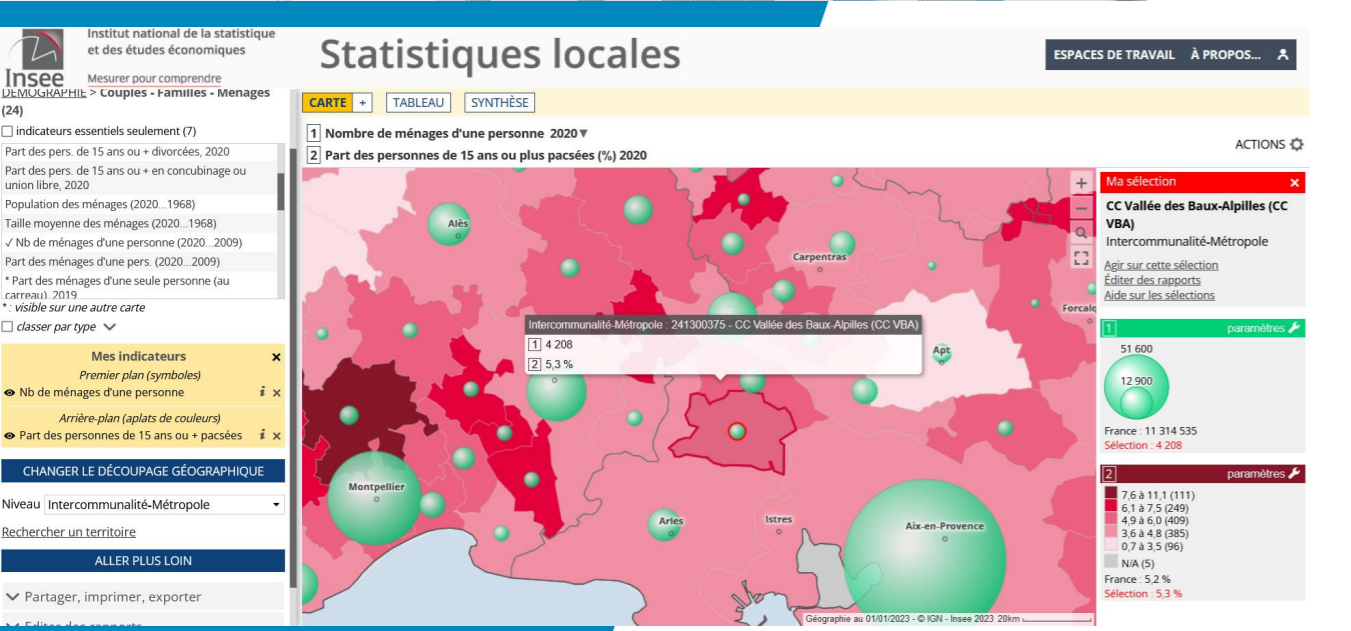 Institut national de la statistique
et des études économiques
Insee
Mesurer pour comprendre
Statistiques locales
ESPACES DE TRAVAIL À PROPOS...
DÉMOGRAPHIE > Couples - Familles - Ménages
(24)
indicateurs essentiels seulement (7)
Part des pers. de 15 ans ou + divorcées, 2020
Part des pers. de 15 ans ou + en concubinage ou
union libre, 2020
Population des ménages (2020...1968)
Taille moyenne des ménages (2020...1968)
✓ Nb de ménages d'une personne (2020...2009)
Part des ménages d'une pers. (2020...2009)
* Part des ménages d'une seule personne (au
carreau), 2019
* : visible sur une autre carte
classer par type
Mes indicateurs ×
Premier plan (symboles)
Nb de ménages d'une personne i ×
Arrière-plan (aplats de couleurs)
Part des personnes de 15 ans ou + pacsées i ×
CHANGER LE DÉCOUPAGE GÉOGRAPHIQUE
Niveau Intercommunalité-Métropole
Rechercher un territoire
ALLER PLUS LOIN
Partager, imprimer, exporter
CARTE + TABLEAU SYNTHÈSE
1 Nombre de ménages d'une personne 2020▼
2 Part des personnes de 15 ans ou plus pacsées (%) 2020
ACTIONS
Alès
Carpentras
Forcalq
Intercommunalité-Métropole : 241300375 - CC Vallée des Baux-Alpilles (CC VBA)
1 4 208
2 5,3 %
Apt
Montpellier
Arles
Istres
Aix-en-Provence
Géographie au 01/01/2023 - © IGN - Insee 2023 20km
Ma sélection ×
CC Vallée des Baux-Alpilles (CC
VBA)
Intercommunalité-Métropole
Agir sur cette sélection
Éditer des rapports
Aide sur les sélections
1 paramètres
51 600
12 900
France : 11 314 535
Sélection : 4 208
2 paramètres
7,6 à 11,1 (111)
6,1 à 7,5 (249)
4,9 à 6,0 (409)
3,6 à 4,8 (385)
0,7 à 3,5 (96)
N/A (5)
France : 5,2 %
Sélection : 5,3 %